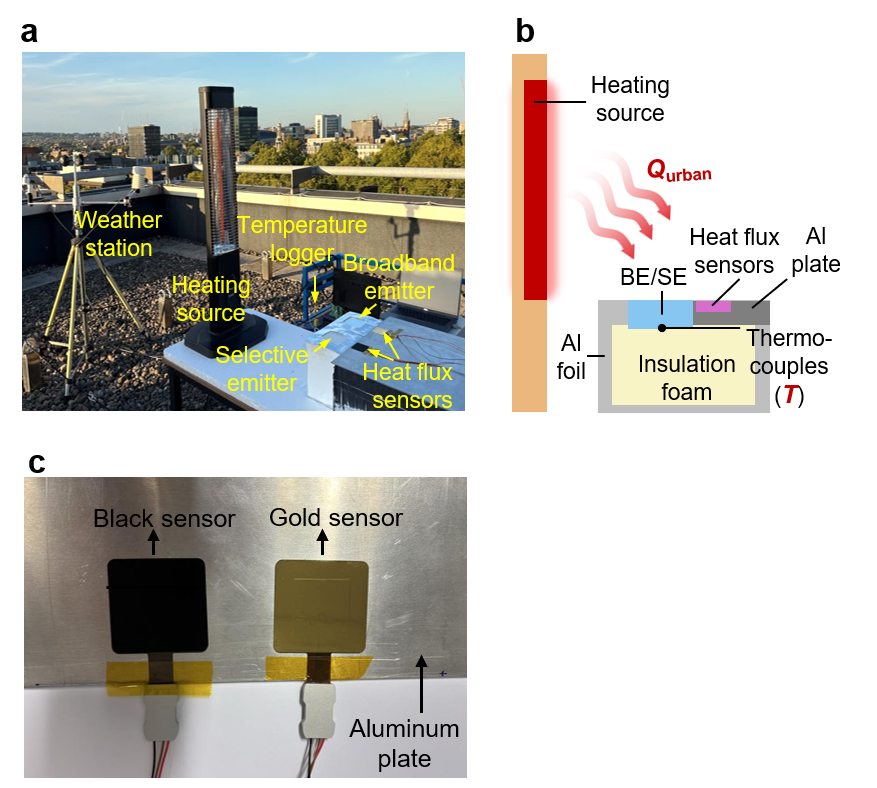 a
Weather
station
Temperature
logger
Broadband
emitter
Heating
source
Selective
emitter
Heat flux
sensors
b
Heating
source
Qurban
Heat flux
sensors
Al
plate
BE/SE
Al
foil
Insulation
foam
Thermo-
couples
(T)
c
Black sensor
Gold sensor
Aluminum
plate